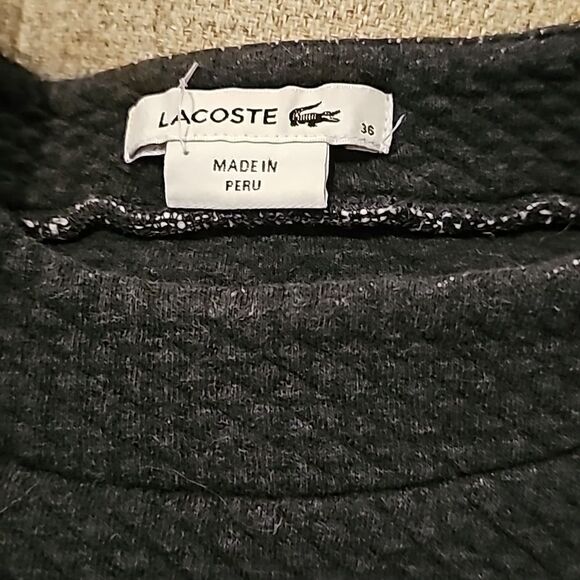 LACOSTE
36
MADE IN
PERU